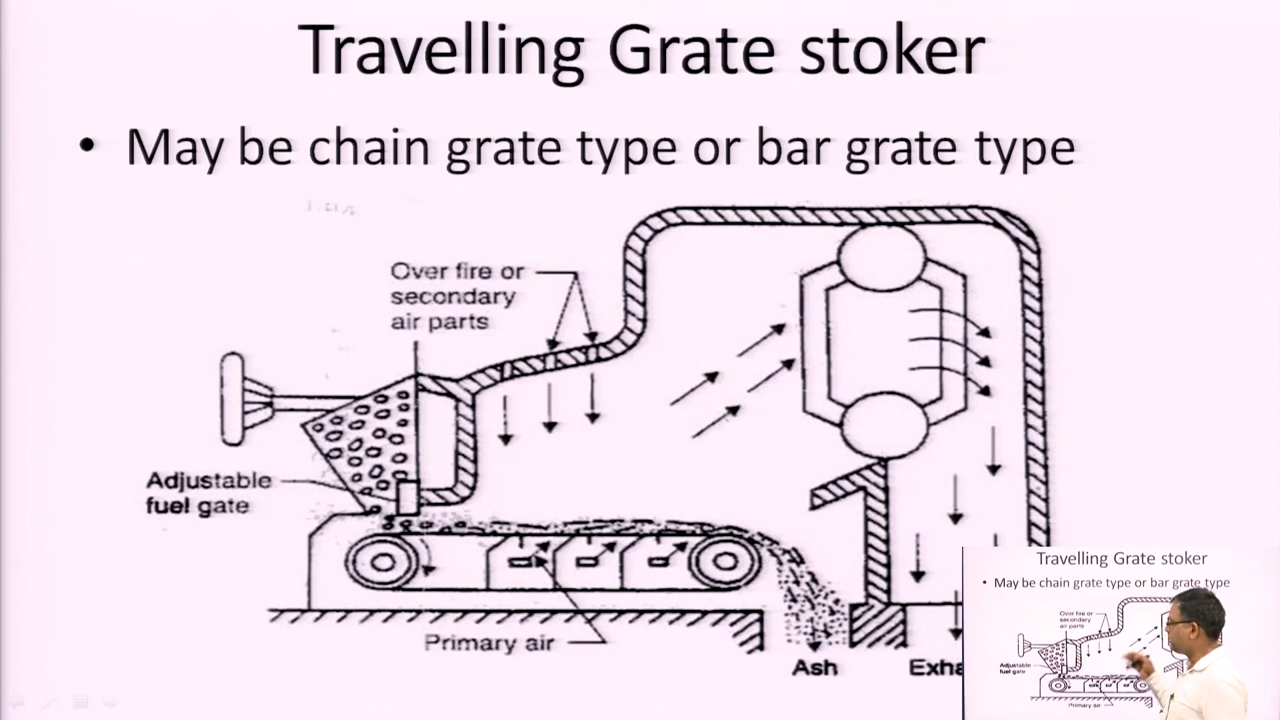 Travelling Grate stoker
• May be chain grate type or bar grate type
Over fire or
secondary
air parts
Adjustable
fuel gate
Primary air
Ash
Travelling Grate stoker
• May be chain grate type or bar grate type
Over fire or
secondary
air parts
Adjustable
fuel gate
Primary air